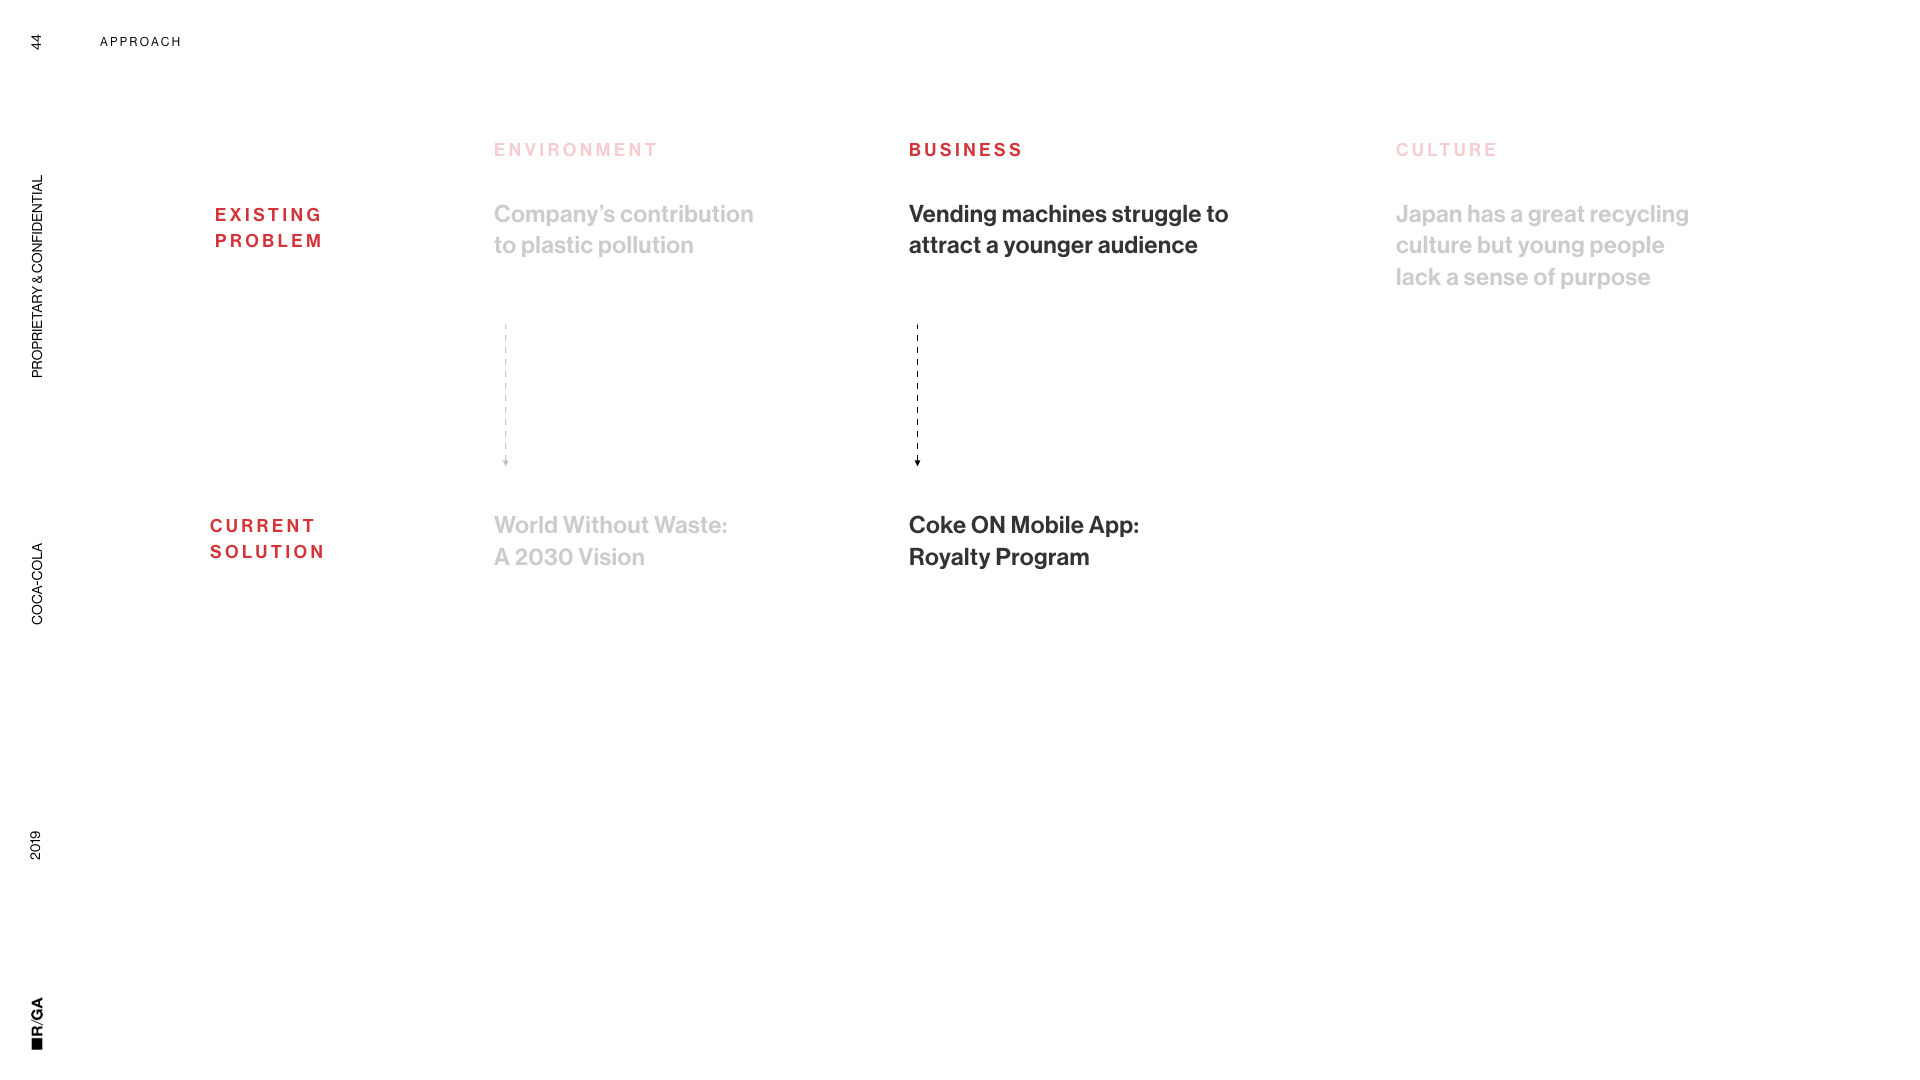 44
APPROACH
PROPRIETARY & CONFIDENTIAL
COCA-COLA
2019
R/GA
ENVIRONMENT
BUSINESS
CULTURE
EXISTING
PROBLEM
Company’s contribution
to plastic pollution
Vending machines struggle to
attract a younger audience
Japan has a great recycling
culture but young people
lack a sense of purpose
CURRENT
SOLUTION
World Without Waste:
A 2030 Vision
Coke ON Mobile App:
Royalty Program